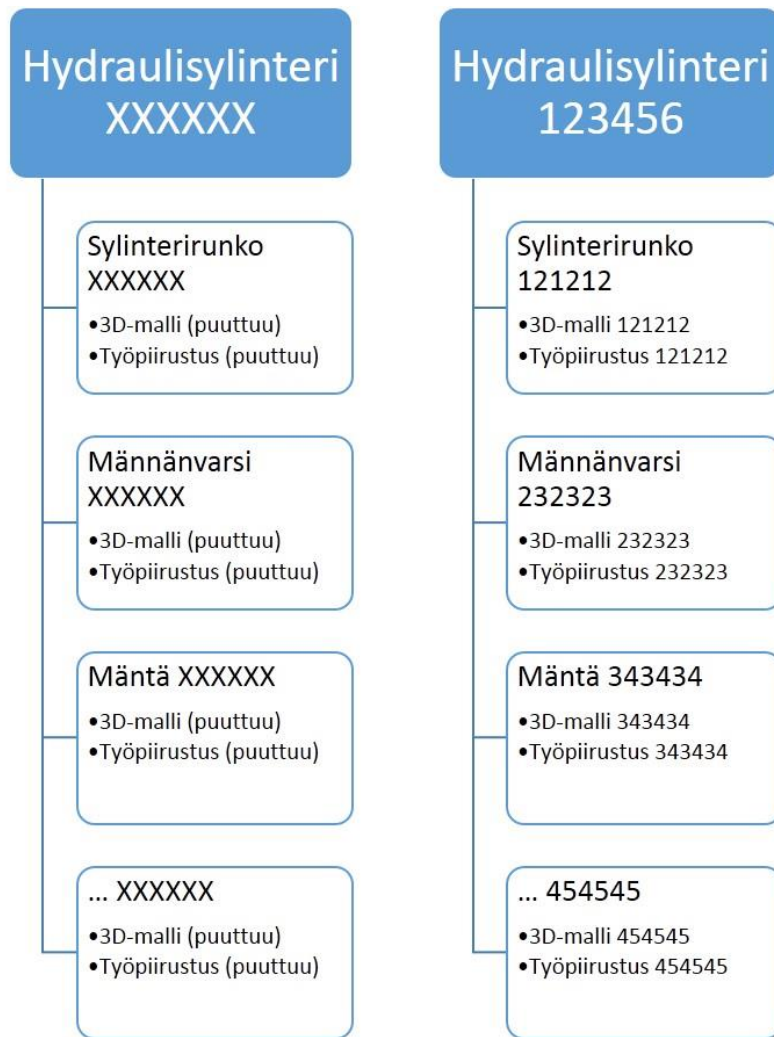 Hydraulisylinteri
XXXXXX
Sylinterirunko
XXXXXX
•3D-malli (puuttuu)
•Työpiirustus (puuttuu)
Männänvarsi
XXXXXX
•3D-malli (puuttuu)
•Työpiirustus (puuttuu)
Mäntä XXXXXX
•3D-malli (puuttuu)
•Työpiirustus (puuttuu)
... XXXXXX
•3D-malli (puuttuu)
•Työpiirustus (puuttuu)
Hydraulisylinteri
123456
Sylinterirunko
121212
•3D-malli 121212
•Työpiirustus 121212
Männänvarsi
232323
•3D-malli 232323
•Työpiirustus 232323
Mäntä 343434
•3D-malli 343434
•Työpiirustus 343434
... 454545
•3D-malli 454545
•Työpiirustus 454545